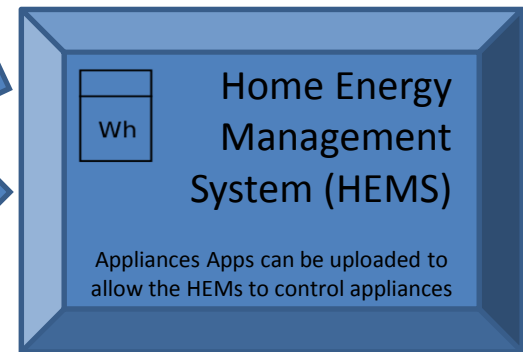 Wh
Home Energy
Management
System (HEMS)
Appliances Apps can be uploaded to
allow the HEMs to control appliances